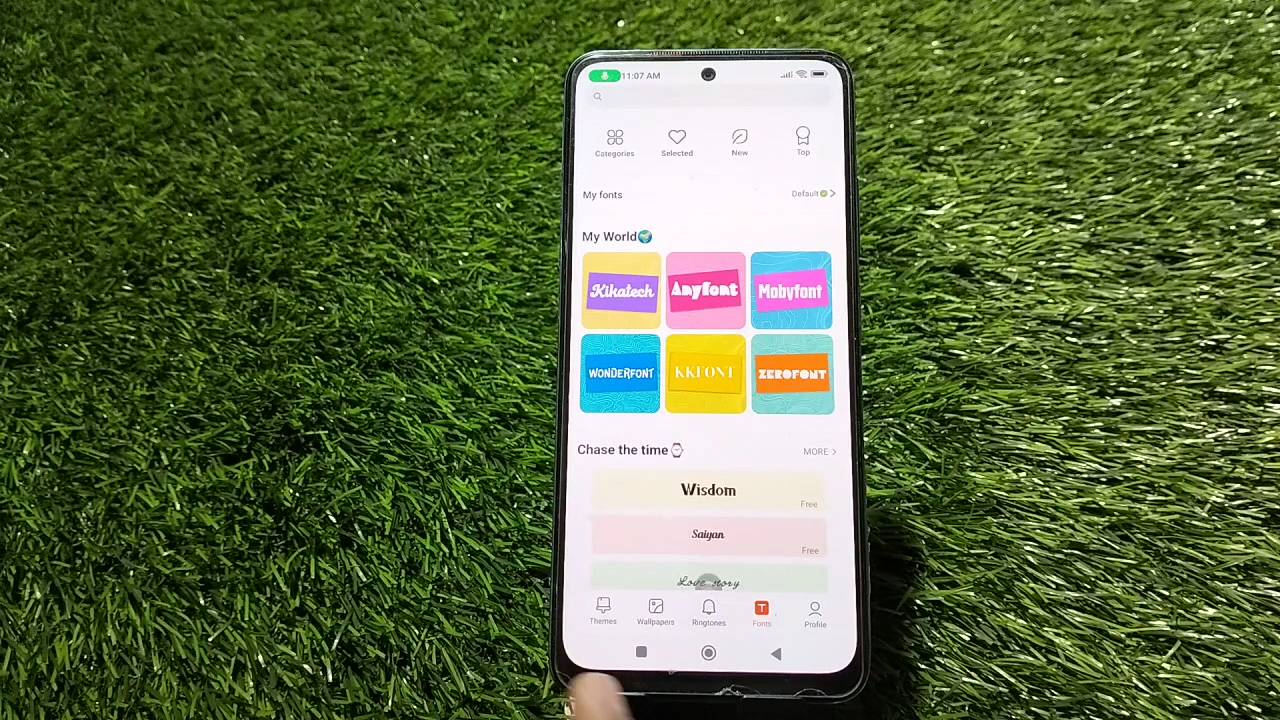 11:07 AM
Categories
Selected
New
Top
My fonts
Default
My World
Kikatech
Anyfont
Mobyfont
WONDERFONT
KKFONT
ZEROFONT
Chase the time
MORE
Wisdom
Free
Saiyan
Free
Love story
Themes
Wallpapers
Ringtones
T
Fonts
Profile